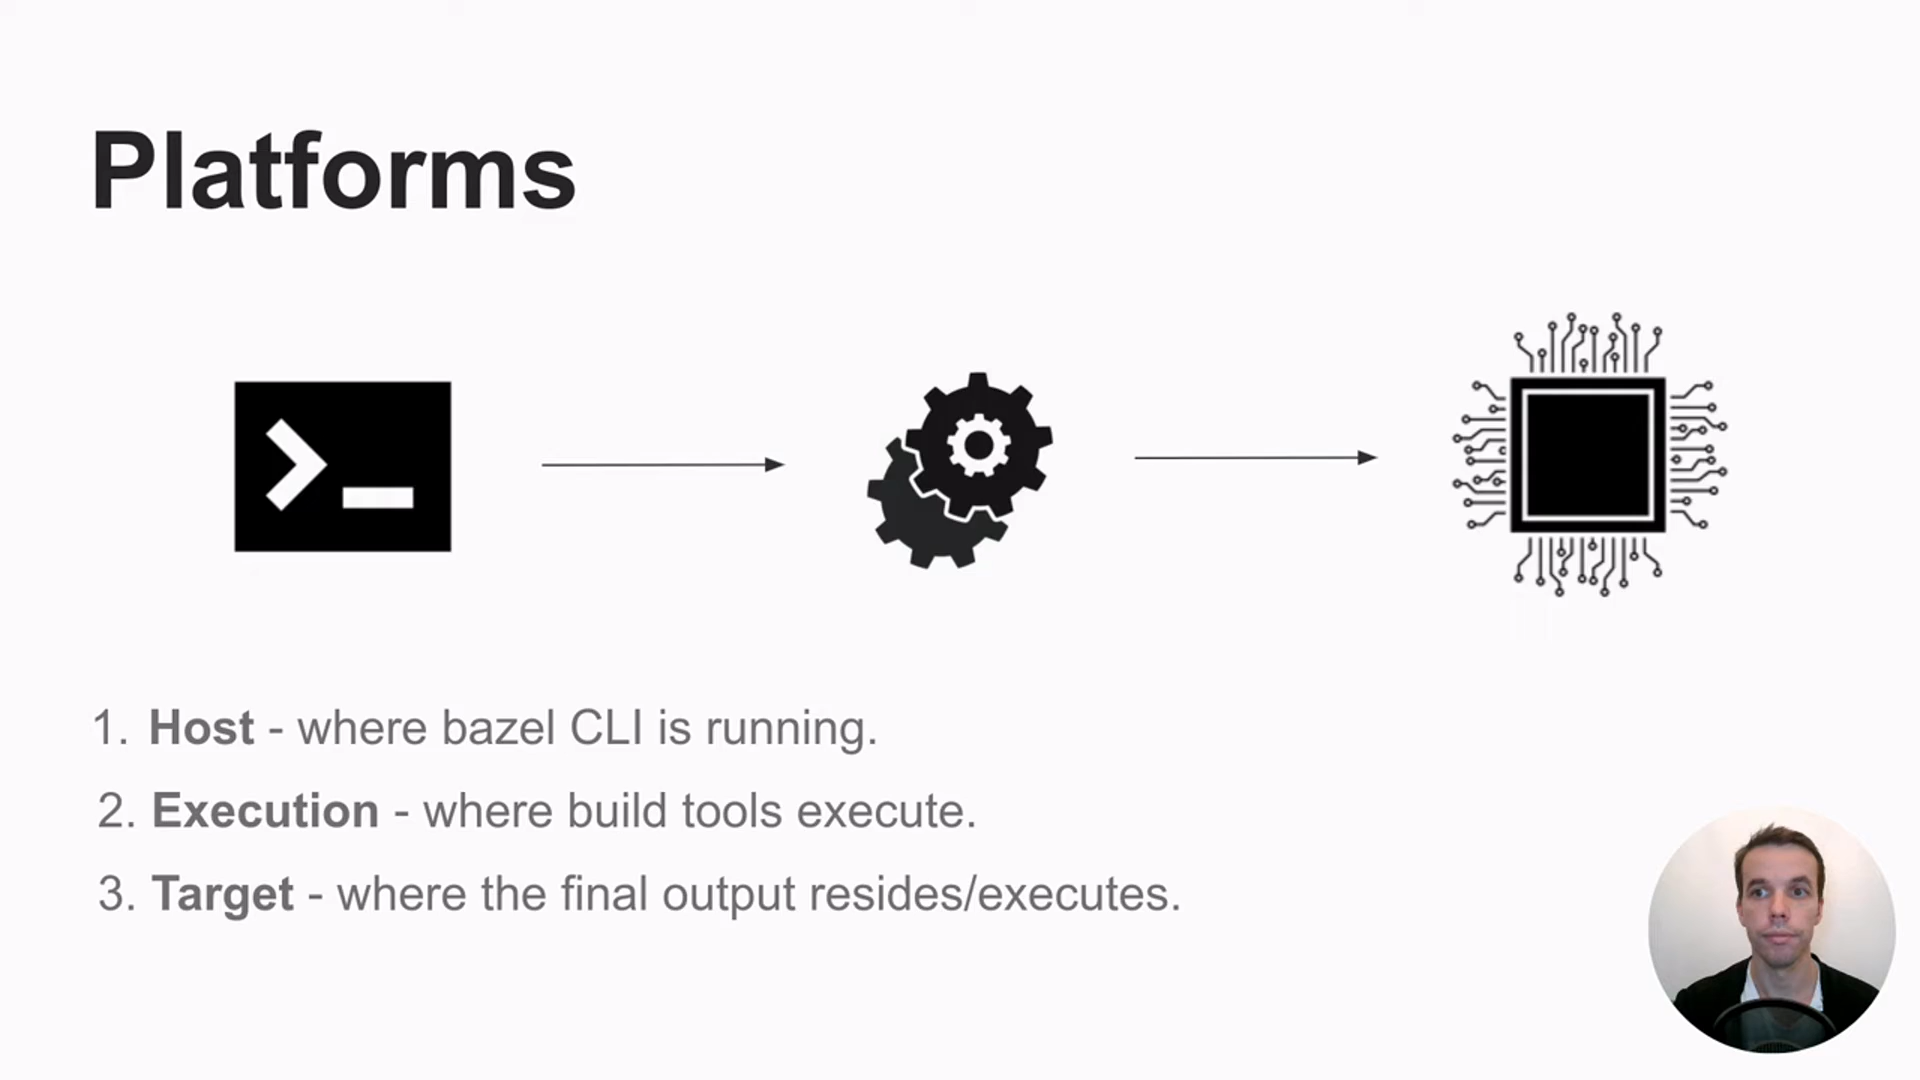 Platforms
1. Host - where bazel CLI is running.
2. Execution - where build tools execute.
3. Target - where the final output resides/executes.